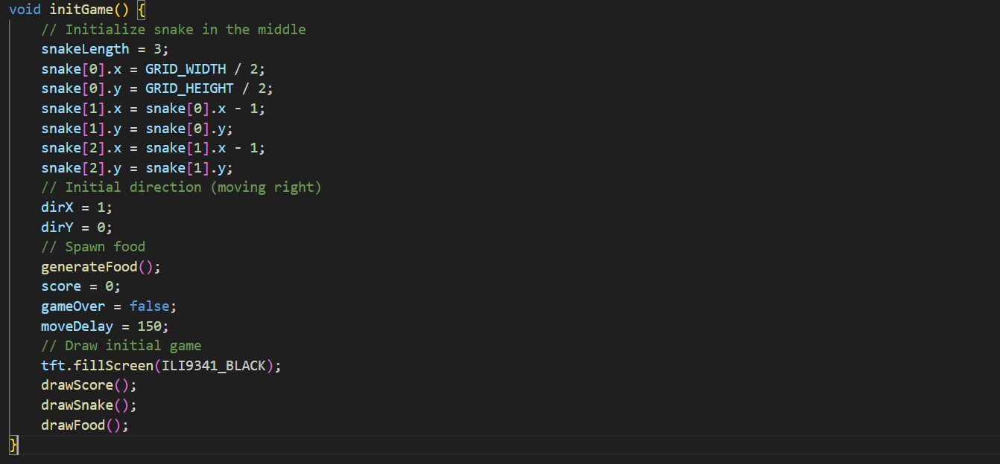 void initGame() {
    // Initialize snake in the middle
    snakeLength = 3;
    snake[0].x = GRID_WIDTH / 2;
    snake[0].y = GRID_HEIGHT / 2;
    snake[1].x = snake[0].x - 1;
    snake[1].y = snake[0].y;
    snake[2].x = snake[1].x - 1;
    snake[2].y = snake[1].y;
    // Initial direction (moving right)
    dirX = 1;
    dirY = 0;
    // Spawn food
    generateFood();
    score = 0;
    gameOver = false;
    moveDelay = 150;
    // Draw initial game
    tft.fillScreen(ILI9341_BLACK);
    drawScore();
    drawSnake();
    drawFood();
}